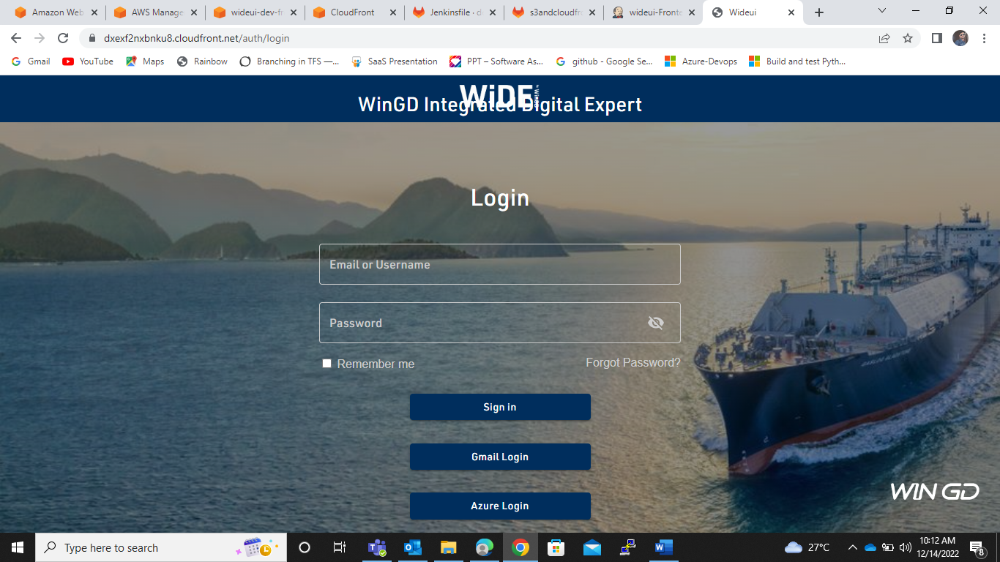 Amazon Web
AWS Manage
wideui-dev-fr
CloudFront
Jenkinsfile · d
s3andcloudfr
wideui-Fronte
Wideui
dxexf2nxbnku8.cloudfront.net/auth/login
Gmail
YouTube
Maps
Rainbow
Branching in TFS —...
SaaS Presentation
PPT – Software As...
github - Google Se...
Azure-Devops
Build and test Pyth...
WiDE
by WinGD
WinGD Integrated Digital Expert
Login
Email or Username
Password
Remember me
Forgot Password?
Sign in
Gmail Login
Azure Login
WIN GD
Type here to search
27°C
10:12 AM
12/14/2022
8